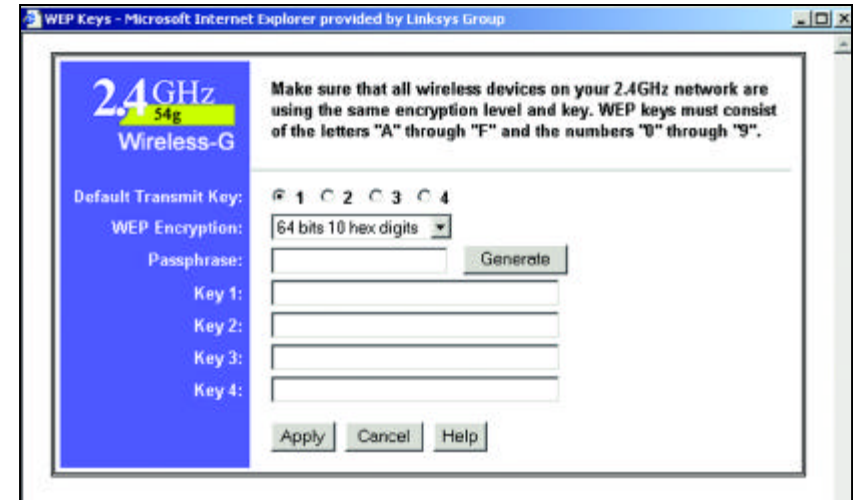 WEP Keys - Microsoft Internet Explorer provided by Linksys Group
2.4 GHz
54g
Wireless-G
Make sure that all wireless devices on your 2.4GHz network are
using the same encryption level and key. WEP keys must consist
of the letters "A" through "F" and the numbers "0" through "9".
Default Transmit Key: 1 2 3 4
WEP Encryption: 64 bits 10 hex digits
Passphrase: Generate
Key 1:
Key 2:
Key 3:
Key 4:
Apply Cancel Help